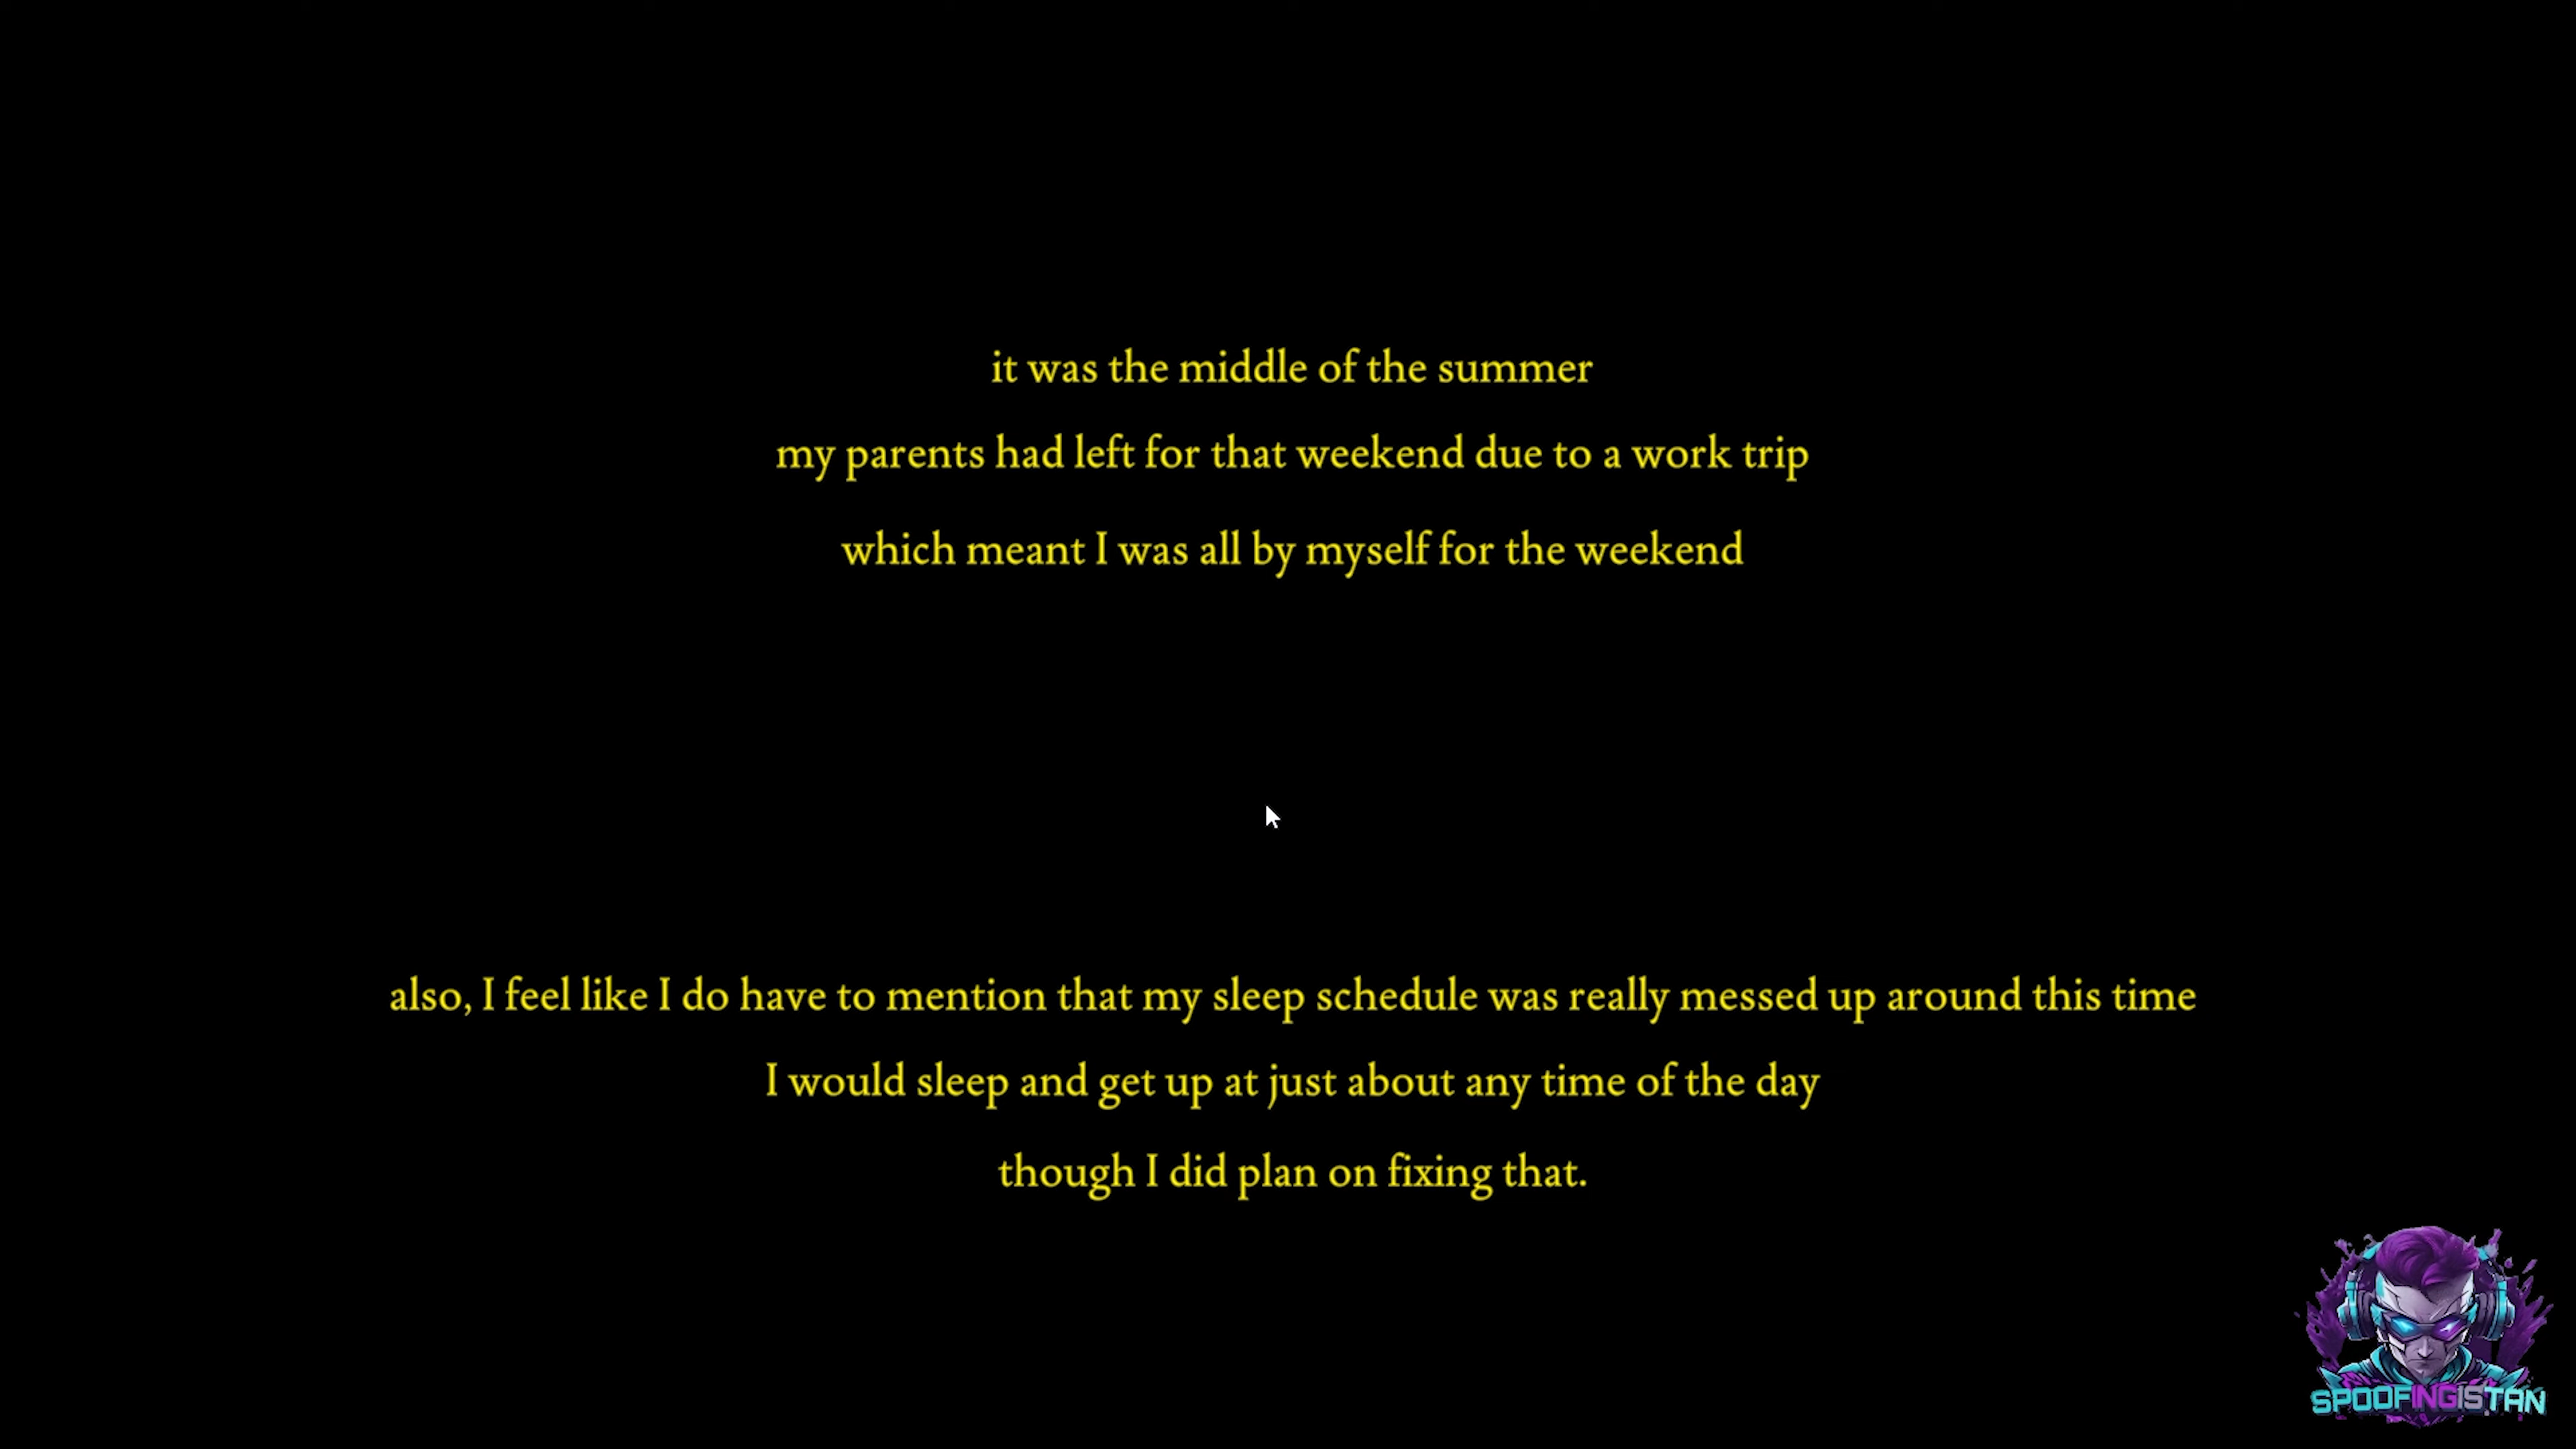 it was the middle of the summer
my parents had left for that weekend due to a work trip
which meant I was all by myself for the weekend
also, I feel like I do have to mention that my sleep schedule was really messed up around this time
I would sleep and get up at just about any time of the day
though I did plan on fixing that.
SPOOFINGISTAN